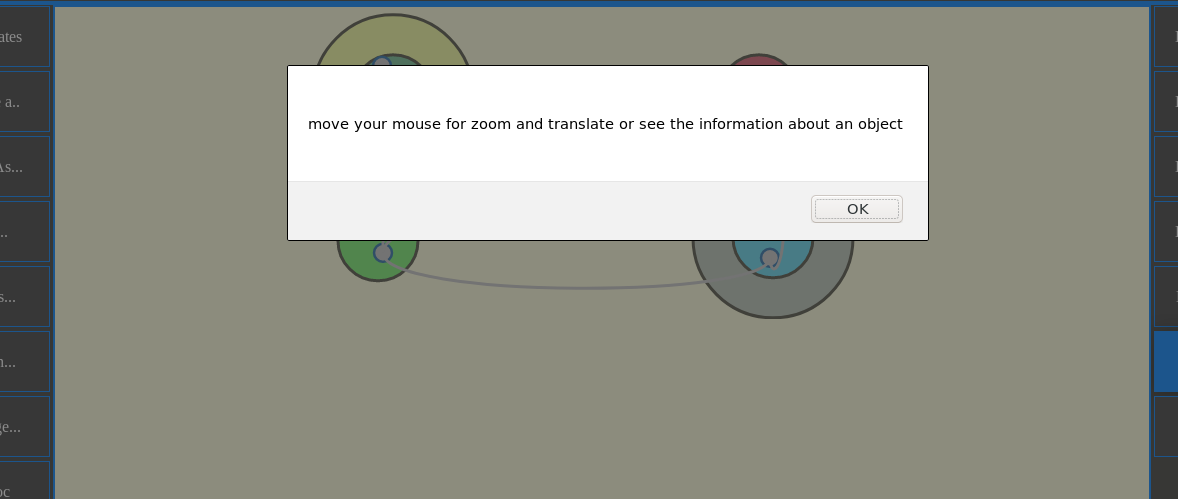 ates
a..
As...
..
s...
n...
ge...
oc
move your mouse for zoom and translate or see the information about an object
OK